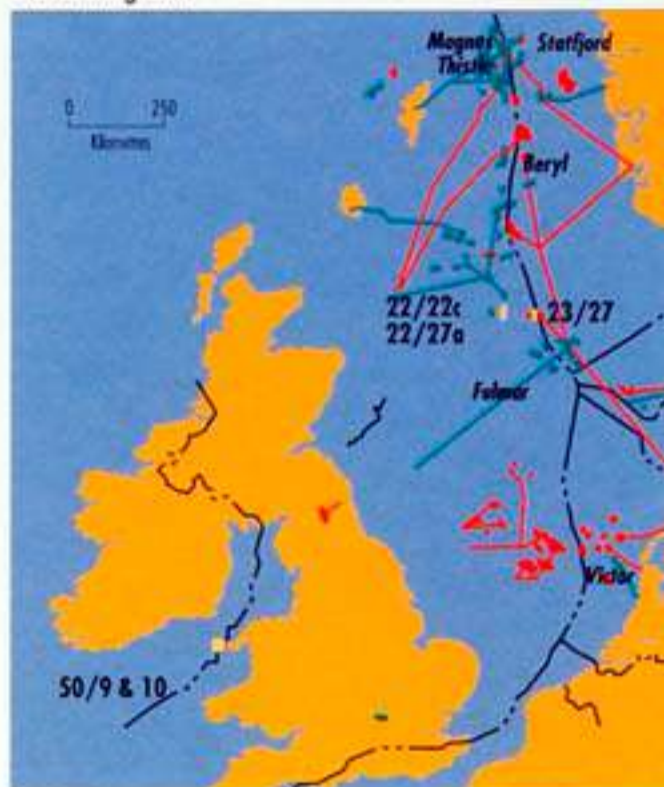 Magnus
Thistle
Statfjord
0 250
Kilometres
Beryl
22/22c
22/27a
23/27
Fulmar
Victor
50/9 & 10